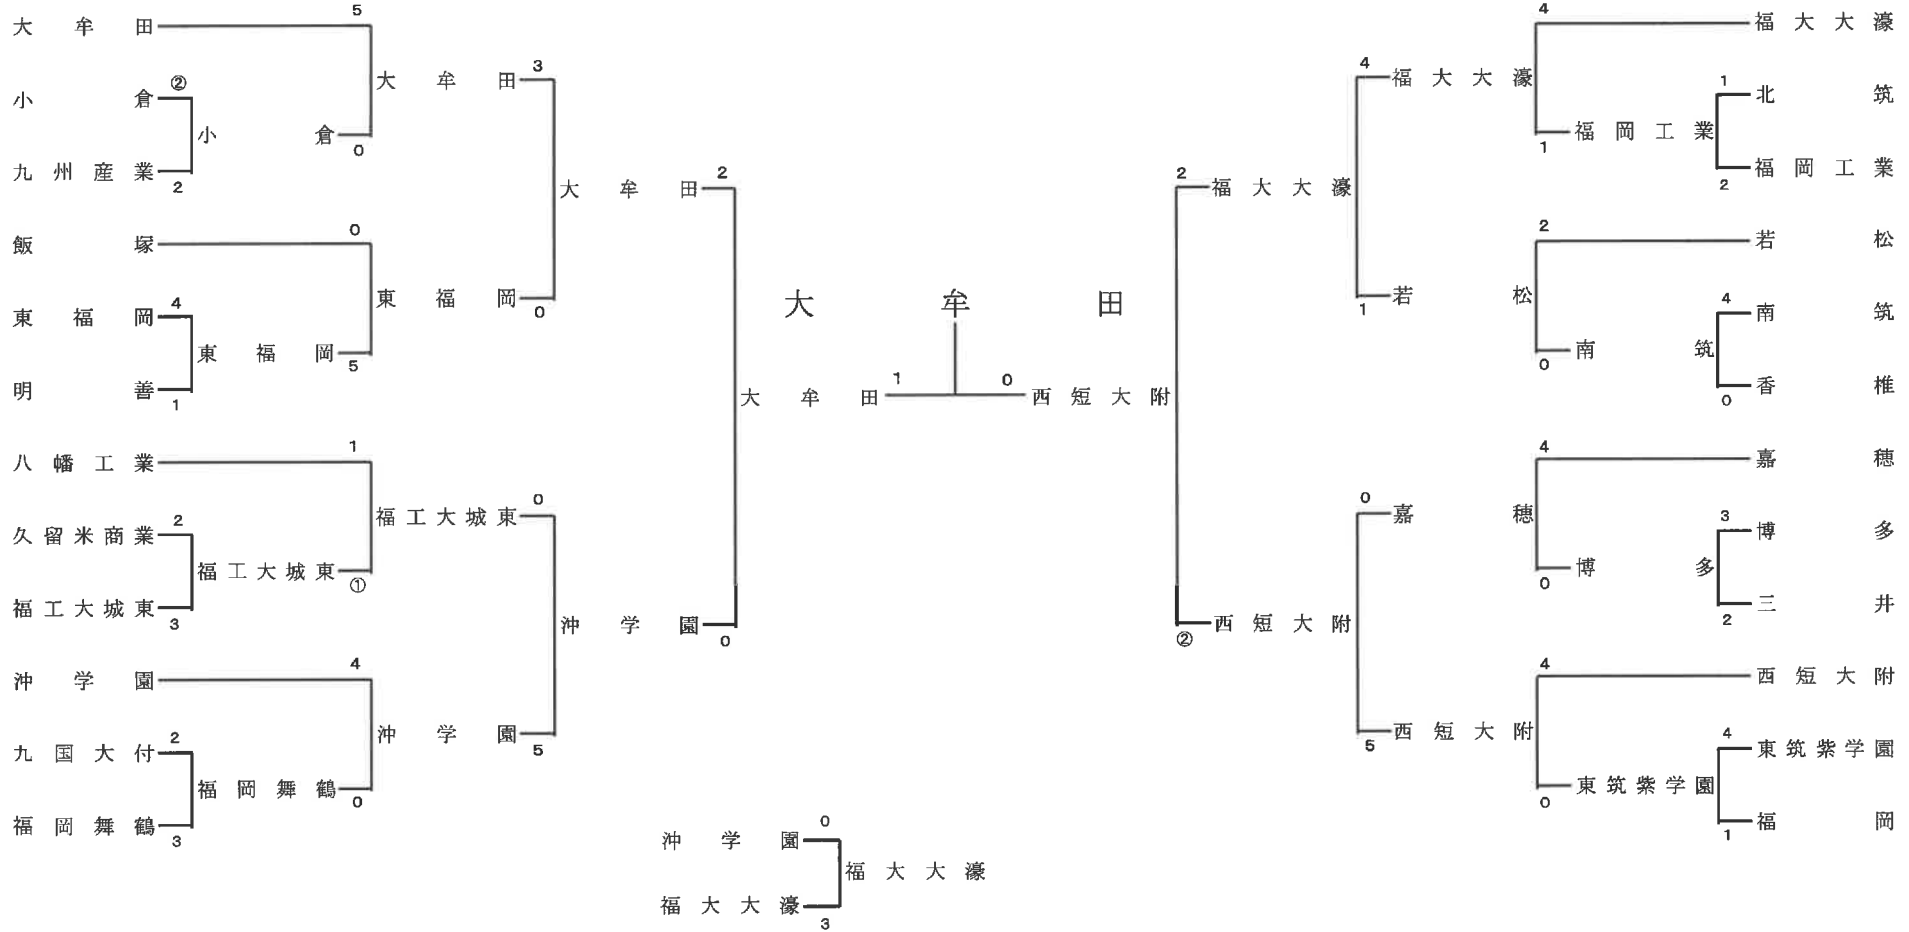 大牟田 5
小倉 ②
九州産業 2
小倉 0
大牟田 3
飯塚 0
東福岡 4
明善 1
東福岡 5
東福岡 0
大牟田 2
八幡工業 1
久留米商業 2
福工大城東 3
福工大城東 ①
福工大城東 0
沖学園 4
九国大付 2
福岡舞鶴 3
福岡舞鶴 0
沖学園 5
沖学園 0
大牟田
大牟田 1
0 西短大附
2 福大大濠
② 西短大附
4 福大大濠
1 若松
0 嘉穂
5 西短大附
4 福大大濠
1 福岡工業
1 北筑
2 福岡工業
2 若松
0 南筑
4 南筑
0 香椎
4 嘉穂
0 博多
3 博多
2 三井
4 西短大附
0 東筑紫学園
4 東筑紫学園
1 福岡
沖学園 0
福大大濠 3
福大大濠